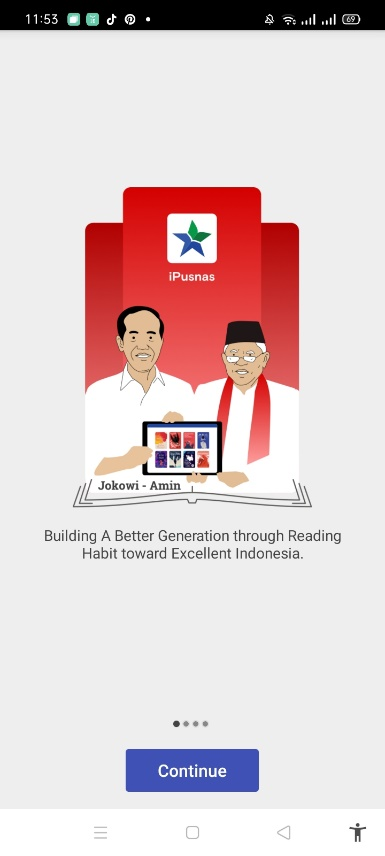 11:53
69
iPusnas
Jokowi - Amin
Building A Better Generation through Reading
Habit toward Excellent Indonesia.
Continue